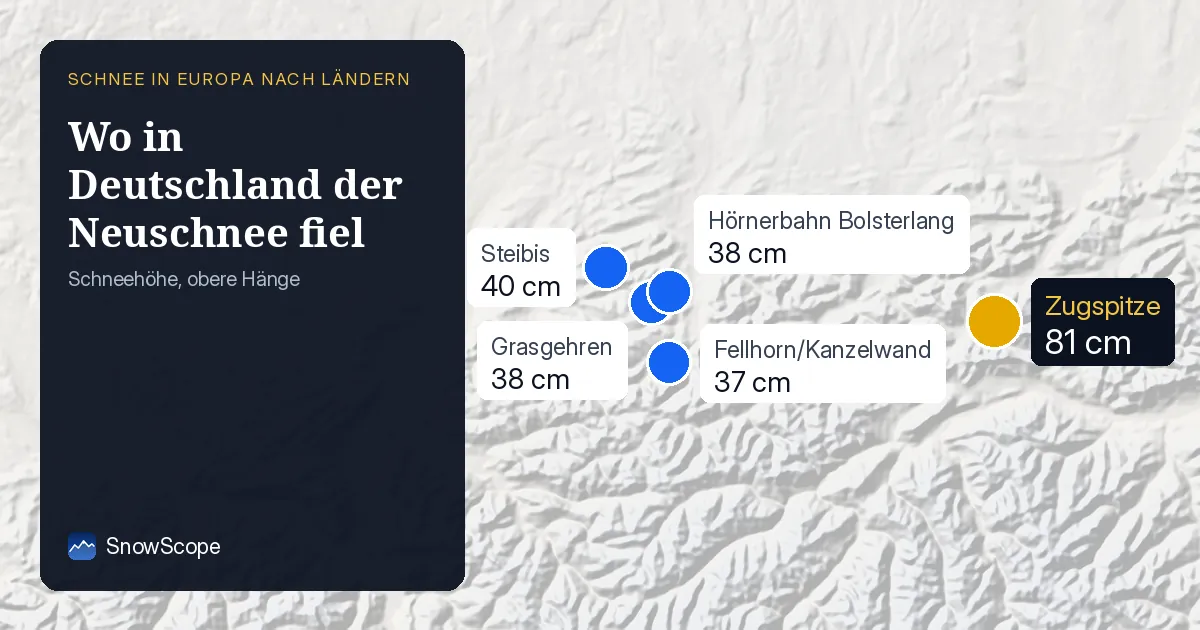 SCHNEE IN EUROPA NACH LÄNDERN
Wo in
Deutschland der
Neuschnee fiel
Schneehöhe, obere Hänge
SnowScope
Steibis
40 cm
Hörnerbahn Bolsterlang
38 cm
Grasgehren
38 cm
Fellhorn/Kanzelwand
37 cm
Zugspitze
81 cm